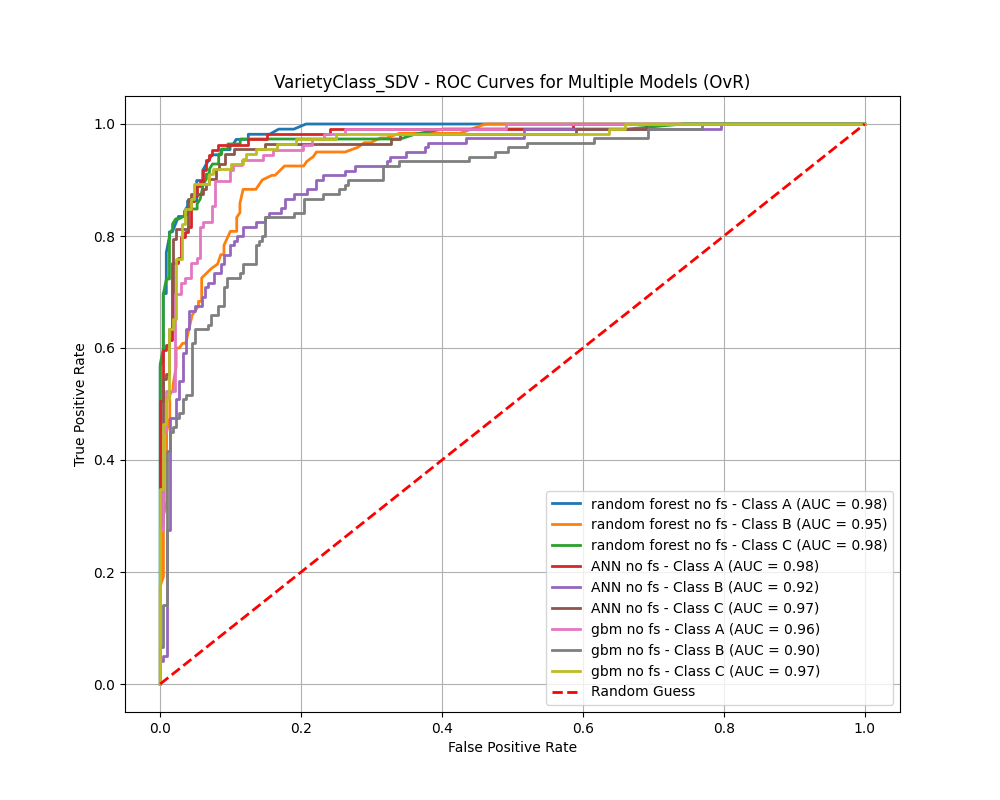 VarietyClass_SDV - ROC Curves for Multiple Models (OvR)
1.0
0.8
0.6
0.4
0.2
0.0
True Positive Rate
0.0 0.2 0.4 0.6 0.8 1.0
False Positive Rate
random forest no fs - Class A (AUC = 0.98)
random forest no fs - Class B (AUC = 0.95)
random forest no fs - Class C (AUC = 0.98)
ANN no fs - Class A (AUC = 0.98)
ANN no fs - Class B (AUC = 0.92)
ANN no fs - Class C (AUC = 0.97)
gbm no fs - Class A (AUC = 0.96)
gbm no fs - Class B (AUC = 0.90)
gbm no fs - Class C (AUC = 0.97)
Random Guess